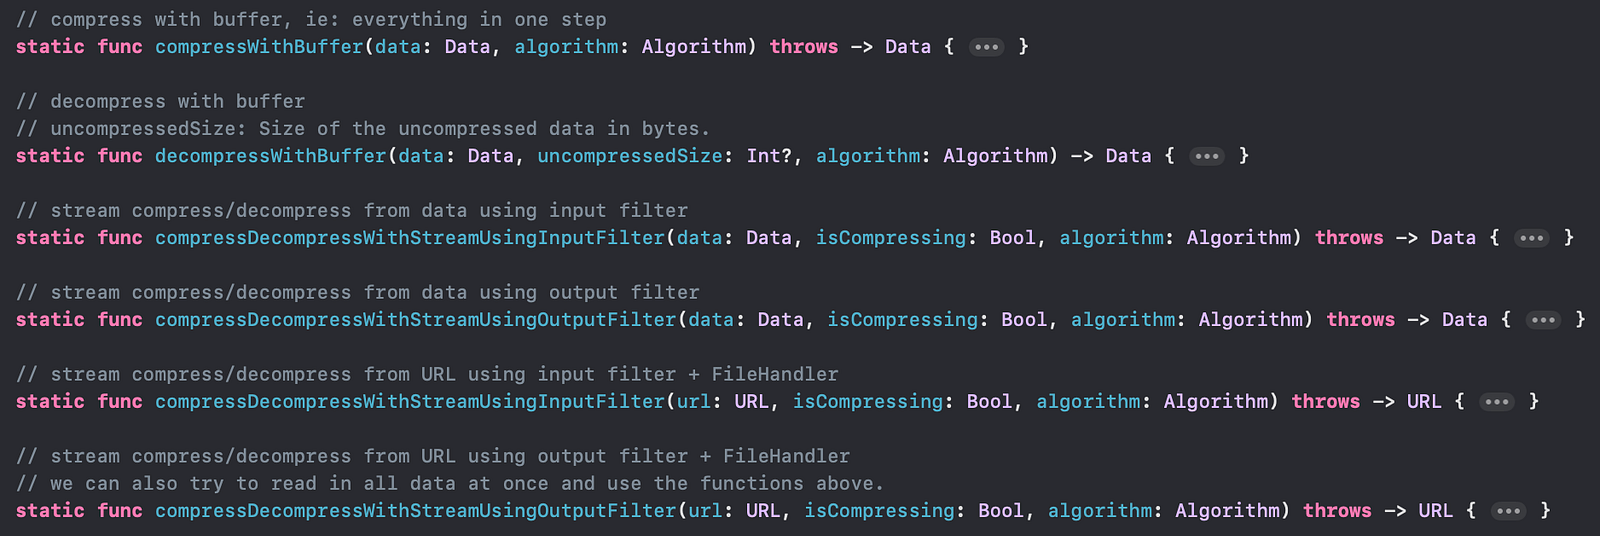 // compress with buffer, ie: everything in one step
static func compressWithBuffer(data: Data, algorithm: Algorithm) throws -> Data { ••• }
// decompress with buffer
// uncompressedSize: Size of the uncompressed data in bytes.
static func decompressWithBuffer(data: Data, uncompressedSize: Int?, algorithm: Algorithm) -> Data { ••• }
// stream compress/decompress from data using input filter
static func compressDecompressWithStreamUsingInputFilter(data: Data, isCompressing: Bool, algorithm: Algorithm) throws -> Data { ••• }
// stream compress/decompress from data using output filter
static func compressDecompressWithStreamUsingOutputFilter(data: Data, isCompressing: Bool, algorithm: Algorithm) throws -> Data { ••• }
// stream compress/decompress from URL using input filter + FileHandler
static func compressDecompressWithStreamUsingInputFilter(url: URL, isCompressing: Bool, algorithm: Algorithm) throws -> URL { ••• }
// stream compress/decompress from URL using output filter + FileHandler
// we can also try to read in all data at once and use the functions above.
static func compressDecompressWithStreamUsingOutputFilter(url: URL, isCompressing: Bool, algorithm: Algorithm) throws -> URL { ••• }